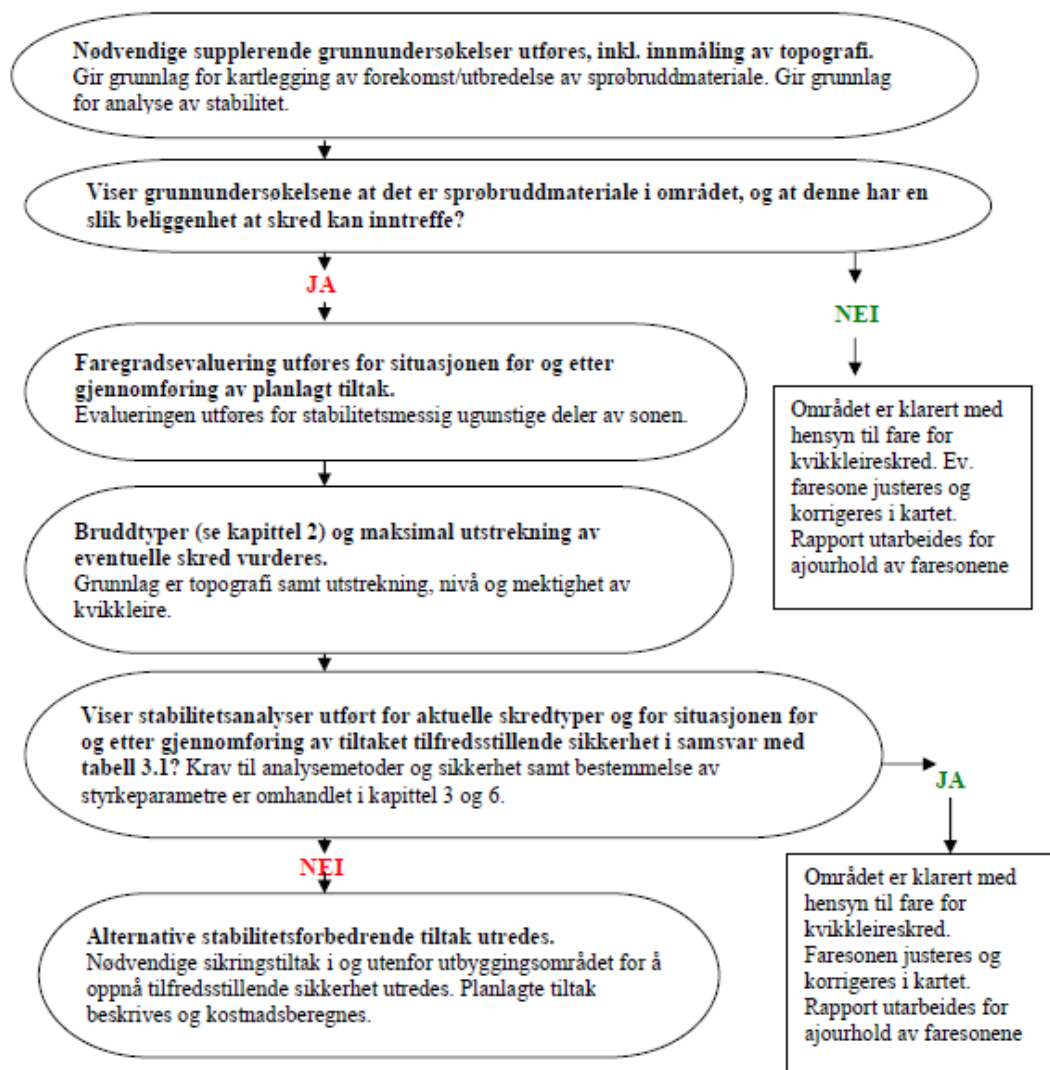 Nødvendige supplerende grunnundersøkelser utføres, inkl. innmåling av topografi.
Gir grunnlag for kartlegging av forekomst/utbredelse av sprøbruddmateriale. Gir grunnlag
for analyse av stabilitet.
Viser grunnundersøkelsene at det er sprøbruddmateriale i området, og at denne har en
slik beliggenhet at skred kan inntreffe?
JA
NEI
Faregradsevaluering utføres for situasjonen før og etter
gjennomføring av planlagt tiltak.
Evalueringen utføres for stabilitetsmessig ugunstige deler av sonen.
Området er klarert med
hensyn til fare for
kvikkleireskred. Ev.
faresone justeres og
korrigeres i kartet.
Rapport utarbeides for
ajourhold av faresonene
Bruddtyper (se kapittel 2) og maksimal utstrekning av
eventuelle skred vurderes.
Grunnlag er topografi samt utstrekning, nivå og mektighet av
kvikkleire.
Viser stabilitetsanalyser utført for aktuelle skredtyper og for situasjonen før
og etter gjennomføring av tiltaket tilfredsstillende sikkerhet i samsvar med
tabell 3.1? Krav til analysemetoder og sikkerhet samt bestemmelse av
styrkeparametre er omhandlet i kapittel 3 og 6.
JA
NEI
Området er klarert med
hensyn til fare for
kvikkleireskred.
Faresonen justeres og
korrigeres i kartet.
Rapport utarbeides for
ajourhold av faresonene
Alternative stabilitetsforbedrende tiltak utredes.
Nødvendige sikringstiltak i og utenfor utbyggingsområdet for å
oppnå tilfredsstillende sikkerhet utredes. Planlagte tiltak
beskrives og kostnadsberegnes.